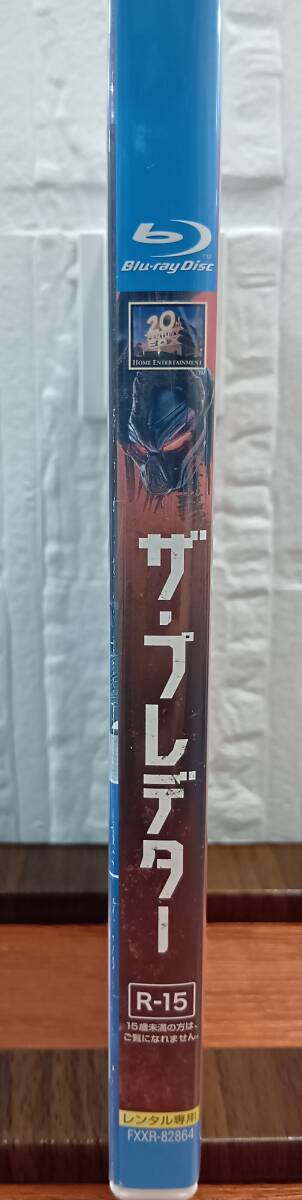 Blu-ray Disc™
20th
CENTURY
FOX
HOME ENTERTAINMENT
™
ザ・プレデター
R-15
15歳未満の方は、
ご覧になれません。
レンタル専用
FXXR-82864